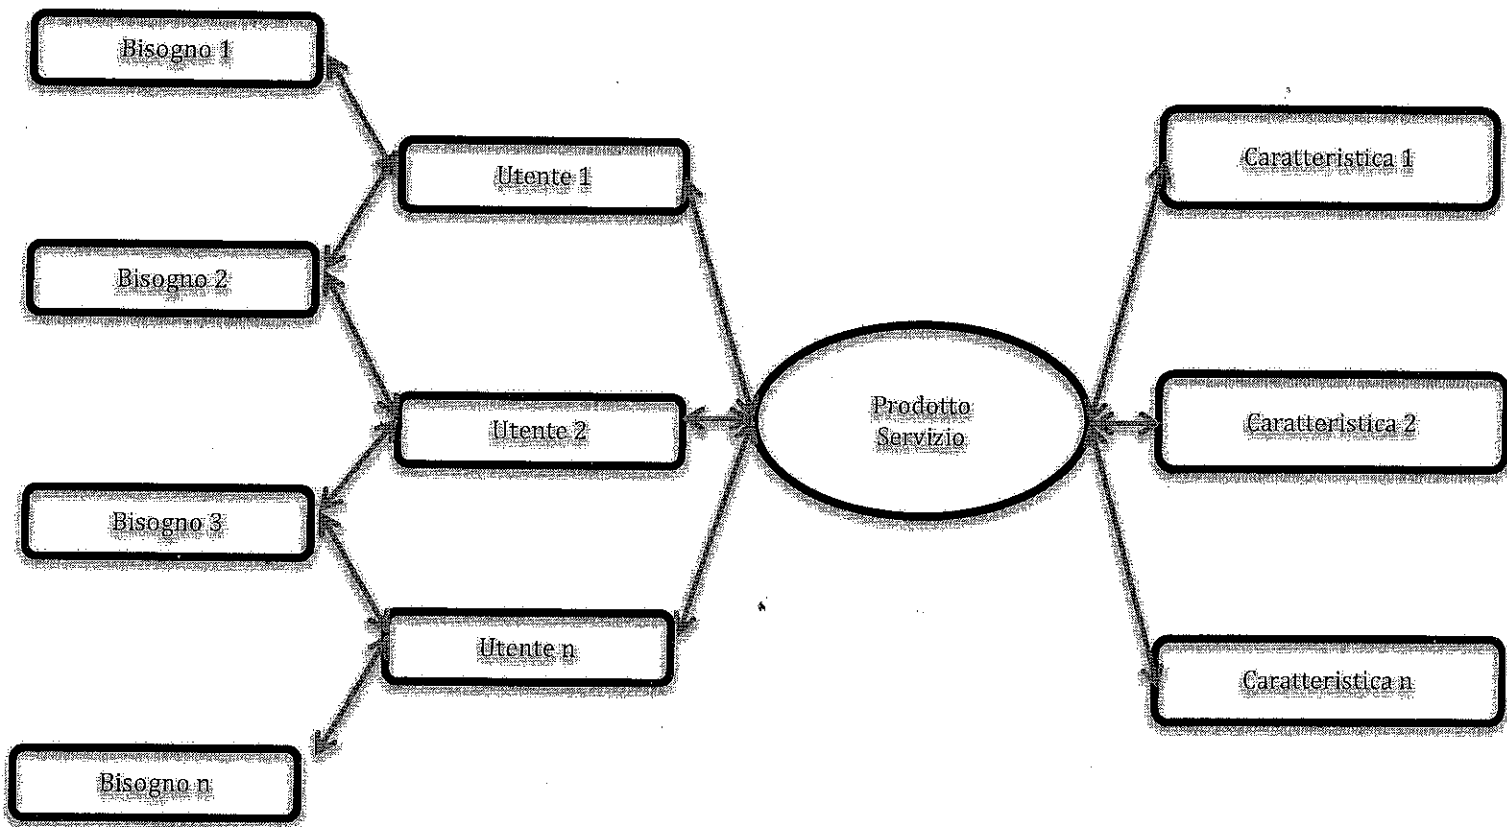 Bisogno 1
Utente 1
Caratteristica 1
Bisogno 2
Prodotto
Servizio
Utente 2
Caratteristica 2
Bisogno 3
Utente n
Caratteristica n
Bisogno n